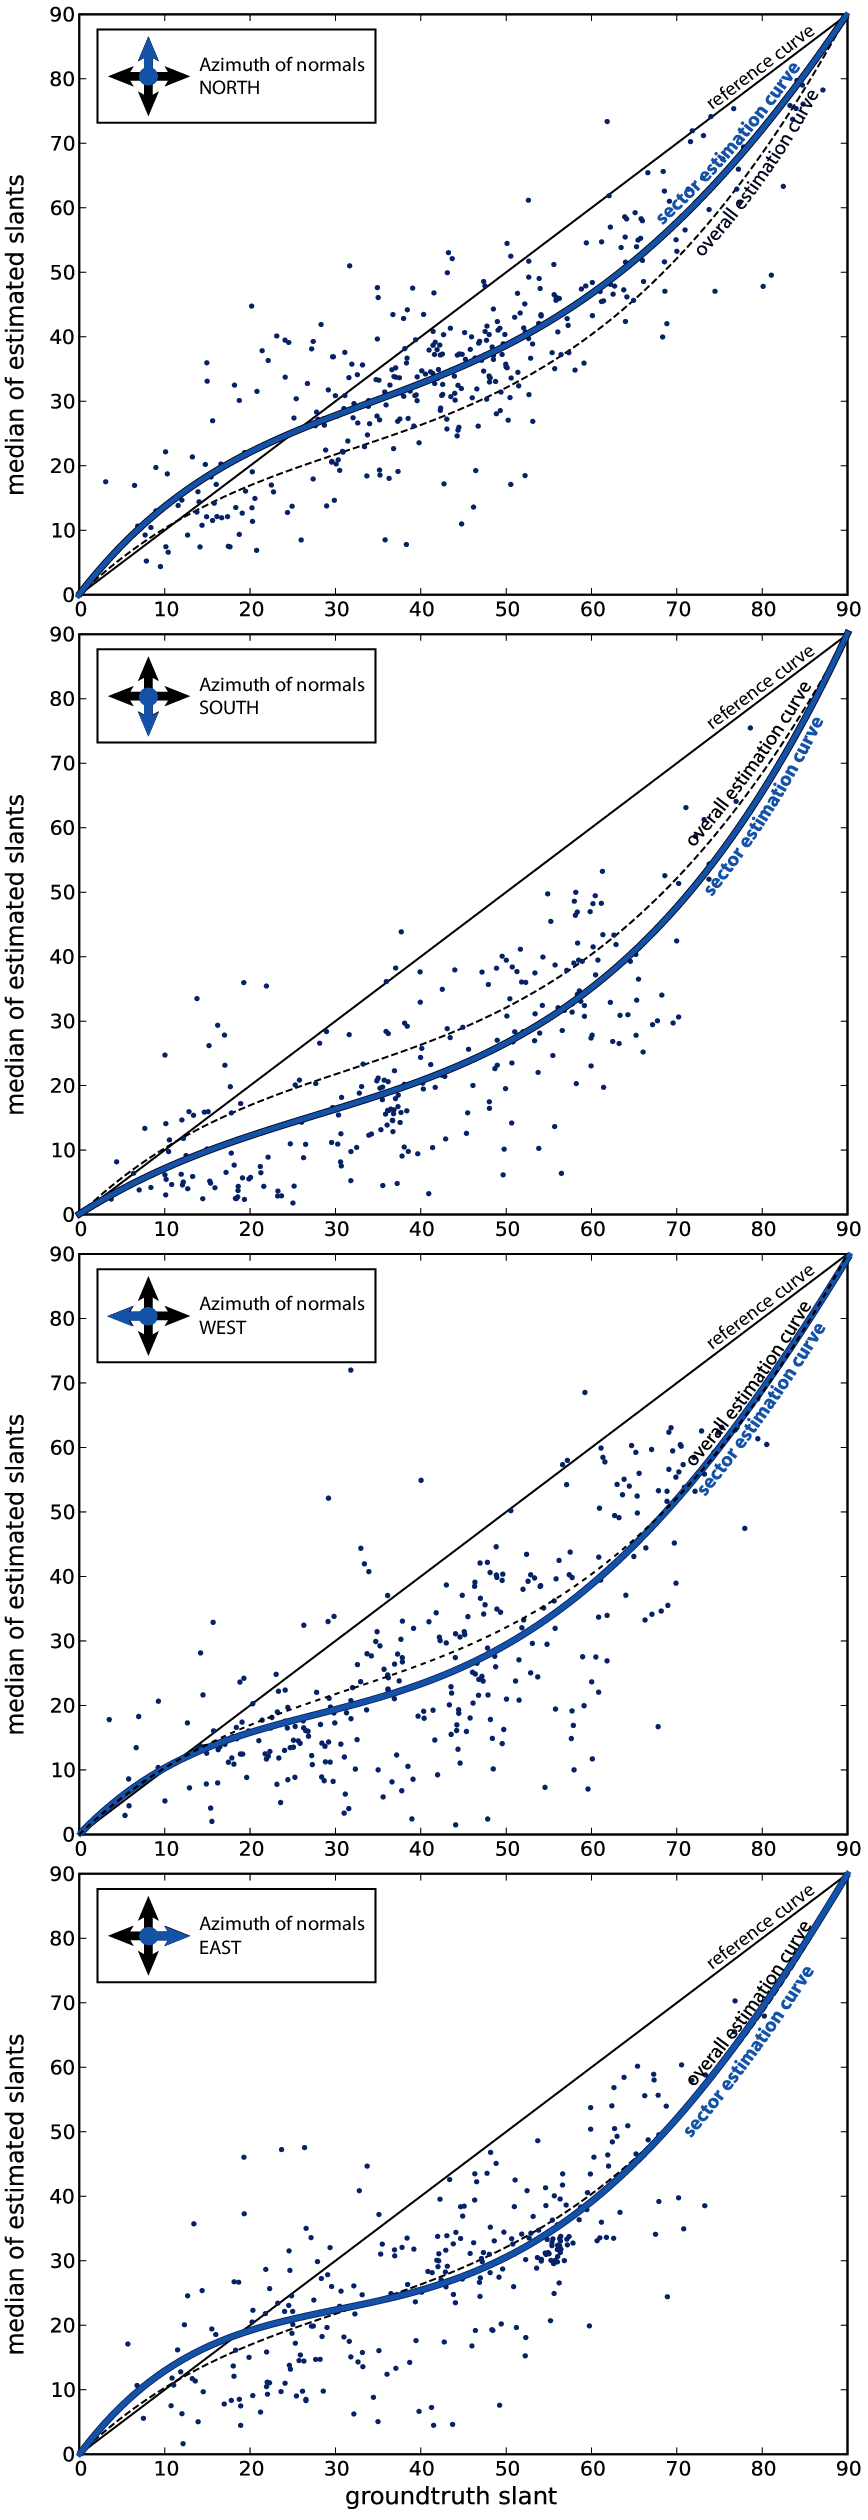 90
80
70
60
50
40
30
20
10
0
median of estimated slants
Azimuth of normals
NORTH
reference curve
sector estimation curve
overall estimation curve
0 10 20 30 40 50 60 70 80 90
90
80
70
60
50
40
30
20
10
0
median of estimated slants
Azimuth of normals
SOUTH
reference curve
overall estimation curve
sector estimation curve
0 10 20 30 40 50 60 70 80 90
90
80
70
60
50
40
30
20
10
0
median of estimated slants
Azimuth of normals
WEST
reference curve
overall estimation curve
sector estimation curve
0 10 20 30 40 50 60 70 80 90
90
80
70
60
50
40
30
20
10
0
median of estimated slants
Azimuth of normals
EAST
reference curve
overall estimation curve
sector estimation curve
0 10 20 30 40 50 60 70 80 90
groundtruth slant